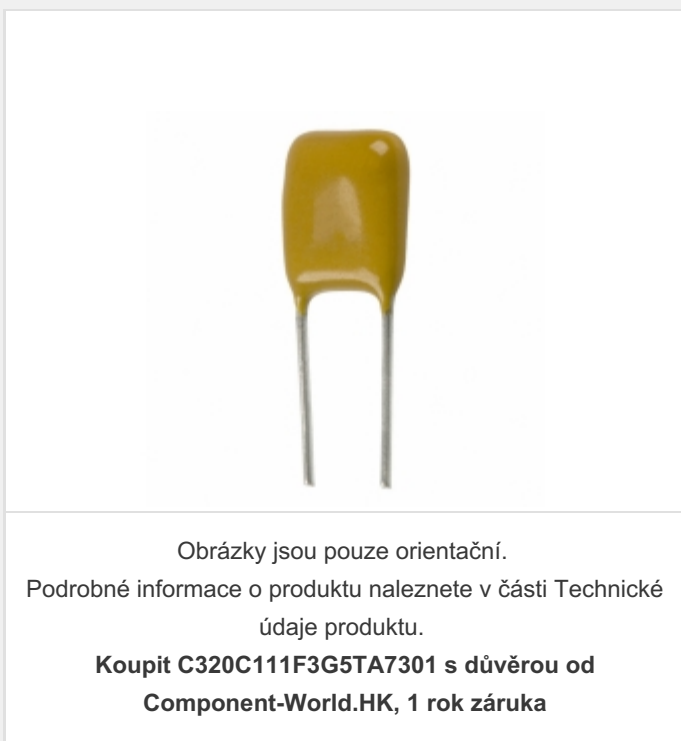 Obrázky jsou pouze orientační.
Podrobné informace o produktu naleznete v části Technické
údaje produktu.
Koupit C320C111F3G5TA7301 s důvěrou od
Component-World.HK, 1 rok záruka